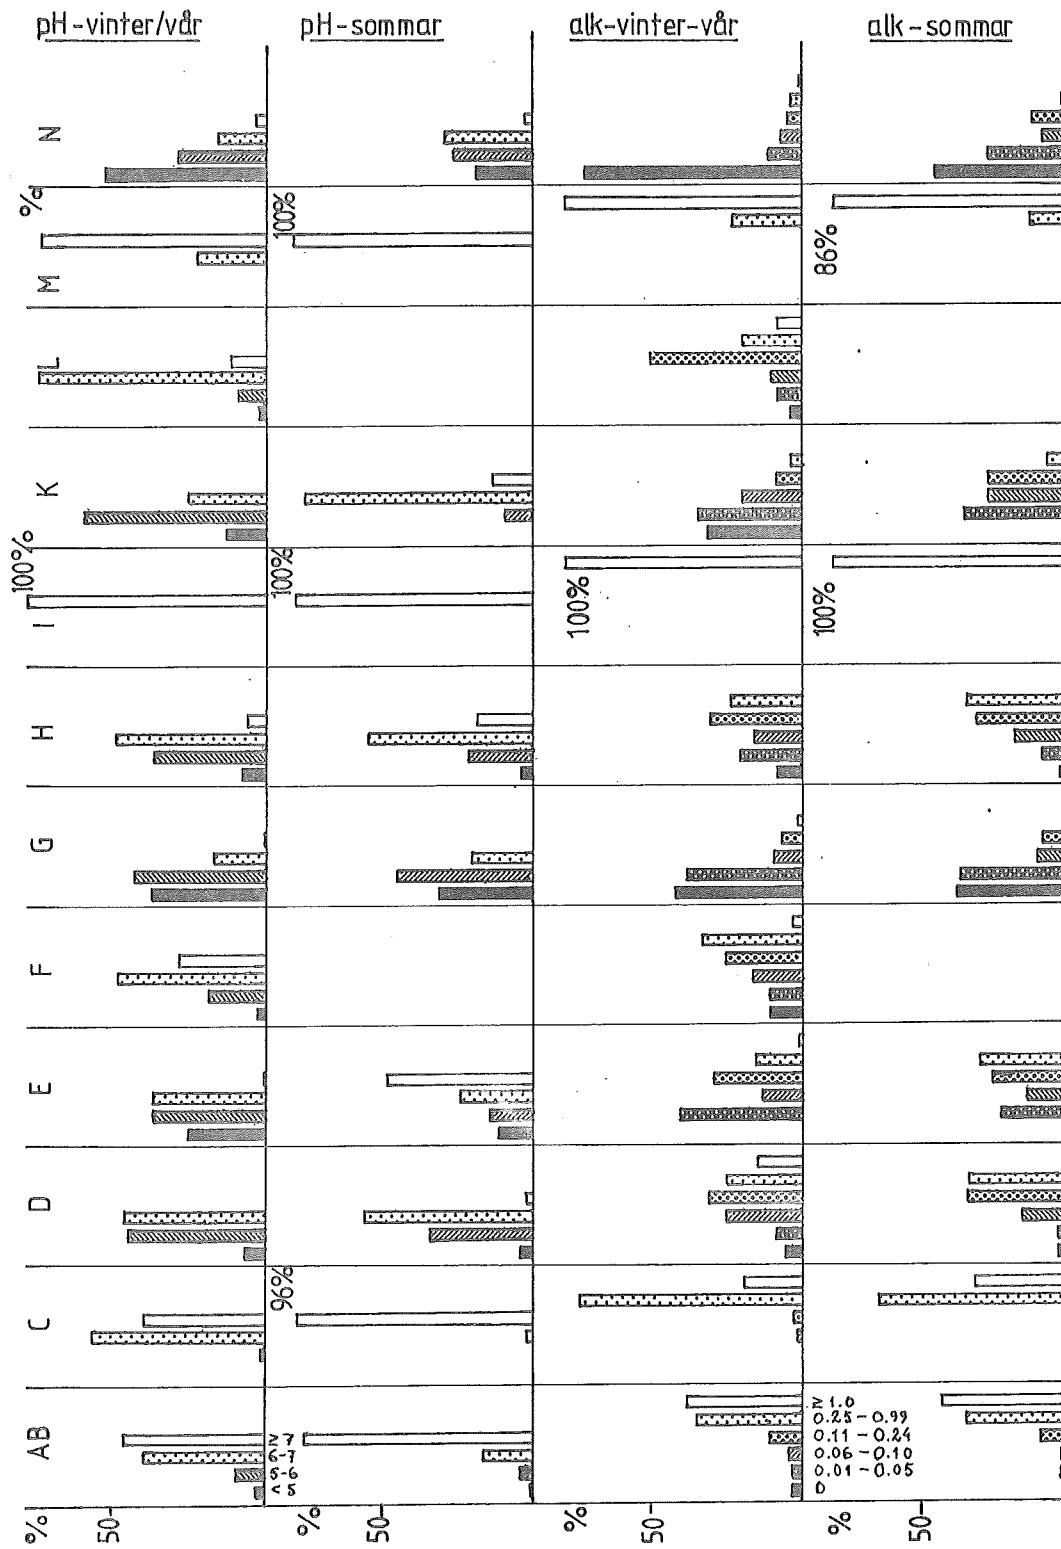 pH-vinter/vår
pH-sommar
alk-vinter-vår
alk-sommar
N
%
100%
M
86%
L
K
100%
100%
I
100%
100%
H
G
F
E
D
96%
C
AB
≥7
6-7
5-6
<5
≥1.0
0.25-0.99
0.11-0.24
0.06-0.10
0.01-0.05
0
%
50
50
%
50
%
50